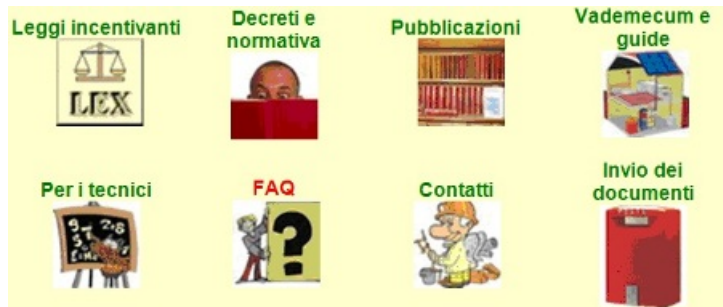 Leggi incentivanti
Decreti e
normativa
Pubblicazioni
Vademecum e
guide
LEX
Per i tecnici
FAQ
Contatti
Invio dei
documenti
?